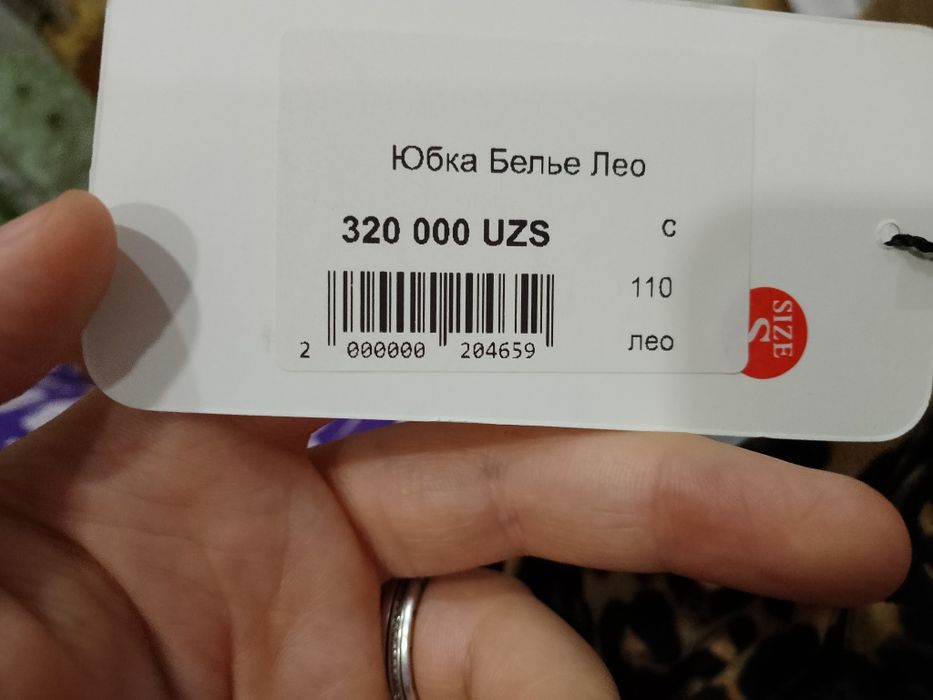 Юбка Белье Лео
320 000 UZS
С
110
лео
2 000000 204659
SIZE
S